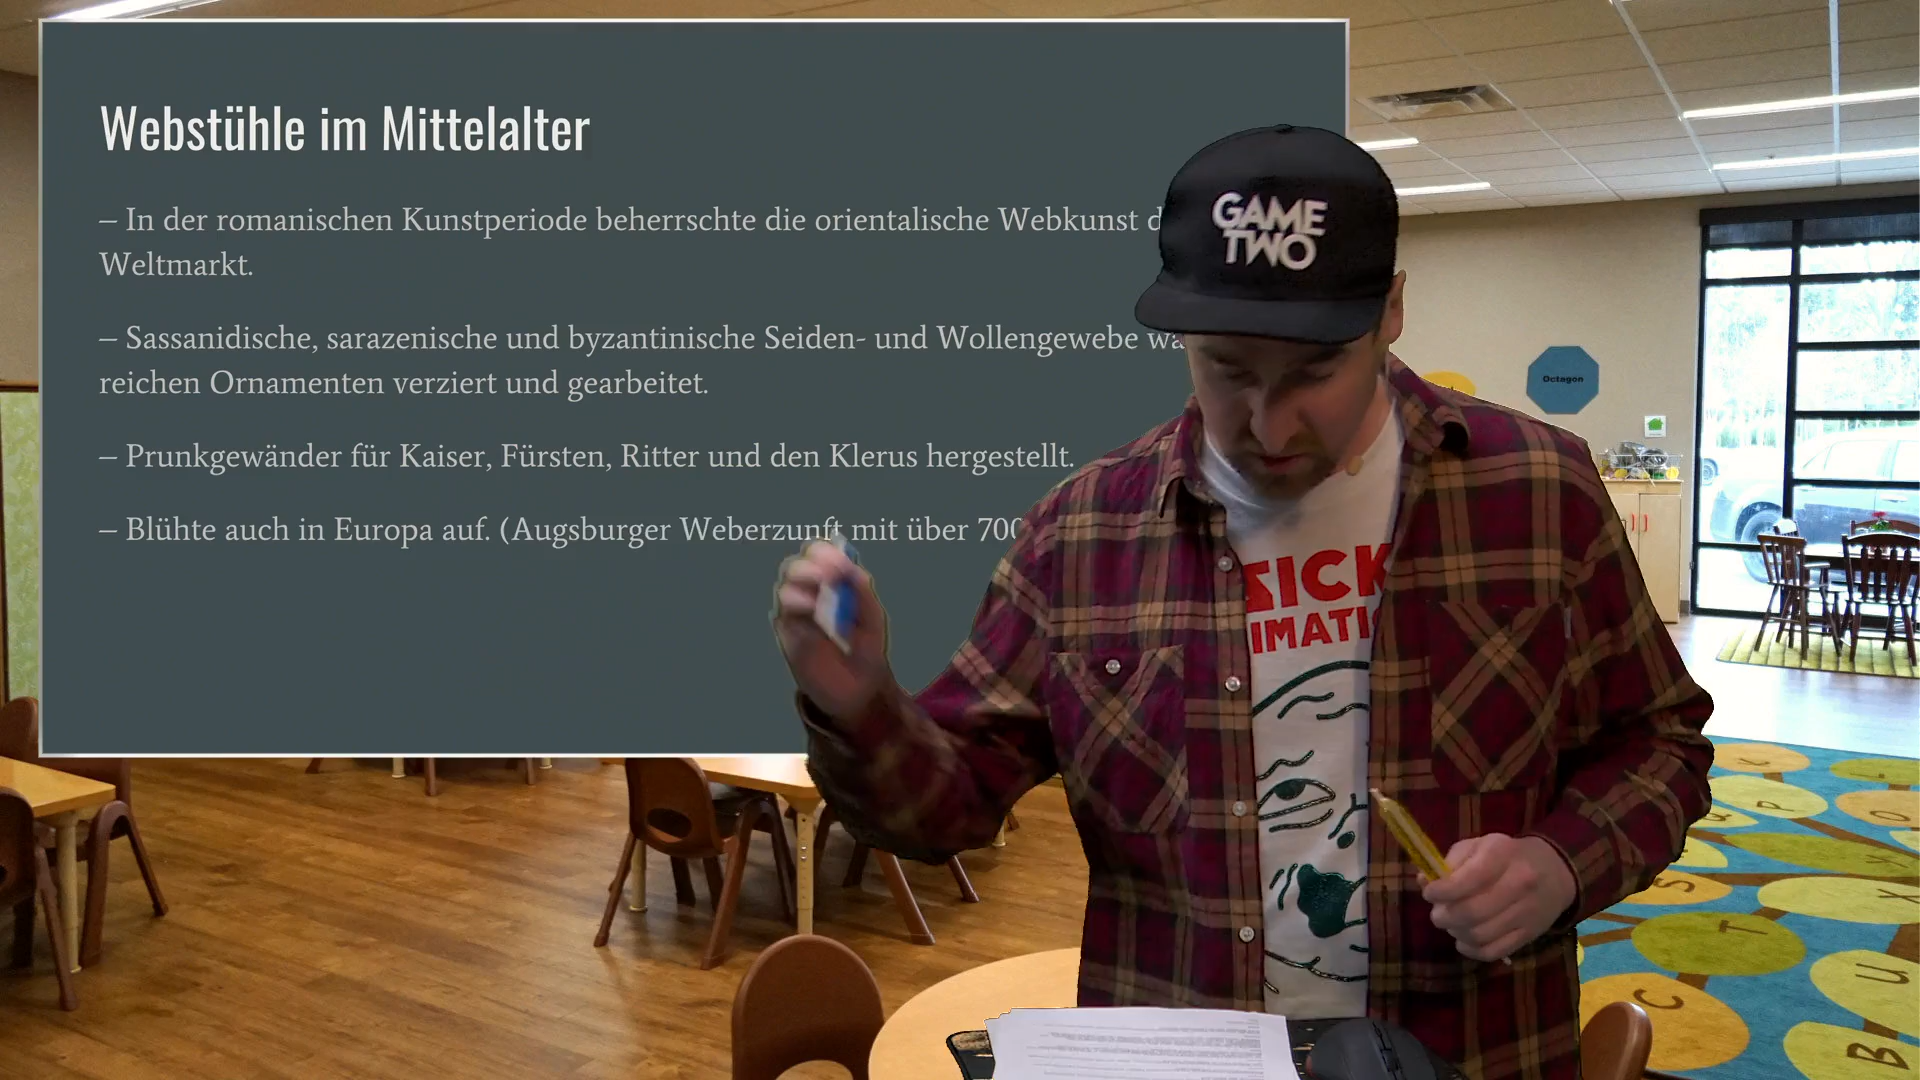 Webstühle im Mittelalter
– In der romanischen Kunstperiode beherrschte die orientalische Webkunst
Weltmarkt.
– Sassanidische, sarazenische und byzantinische Seiden- und Wollengewebe
reichen Ornamenten verziert und gearbeitet.
– Prunkgewänder für Kaiser, Fürsten, Ritter und den Klerus hergestellt.
– Blühte auch in Europa auf. (Augsburger Weberzunft mit über 700
GAME
TWO
Octagon
SICK
IMATI
C
T
S
Q
P
U
X
B
L
O